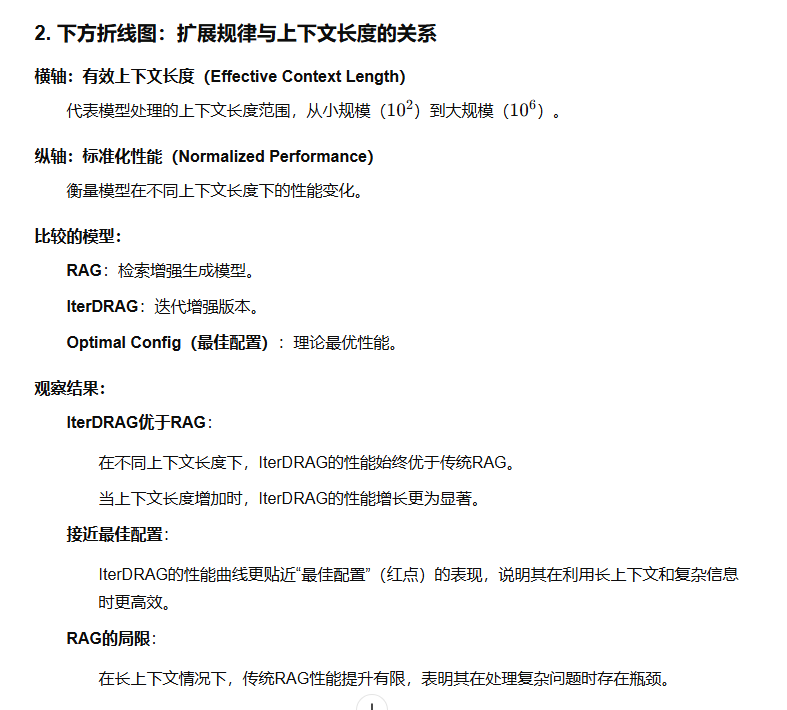 2. 下方折线图：扩展规律与上下文长度的关系
横轴：有效上下文长度（Effective Context Length）
代表模型处理的上下文长度范围，从小规模（10²）到大规模（10⁶）。
纵轴：标准化性能（Normalized Performance）
衡量模型在不同上下文长度下的性能变化。
比较的模型：
RAG：检索增强生成模型。
IterDRAG：迭代增强版本。
Optimal Config（最佳配置）：理论最优性能。
观察结果：
IterDRAG优于RAG：
在不同上下文长度下，IterDRAG的性能始终优于传统RAG。
当上下文长度增加时，IterDRAG的性能增长更为显著。
接近最佳配置：
IterDRAG的性能曲线更贴近“最佳配置”（红点）的表现，说明其在利用长上下文和复杂信息
时更高效。
RAG的局限：
在长上下文情况下，传统RAG性能提升有限，表明其在处理复杂问题时存在瓶颈。